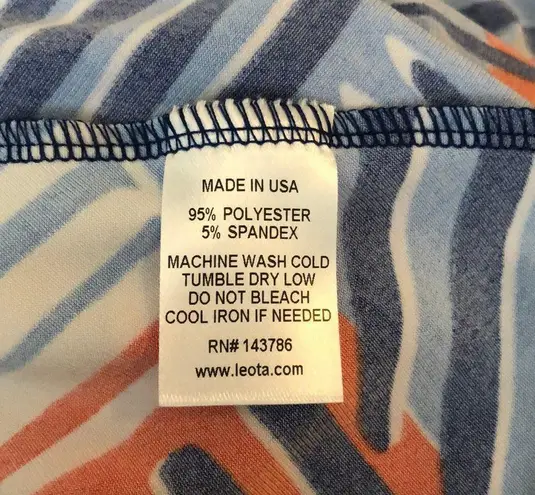 MADE IN USA
95% POLYESTER
5% SPANDEX
MACHINE WASH COLD
TUMBLE DRY LOW
DO NOT BLEACH
COOL IRON IF NEEDED
RN# 143786
www.leota.com